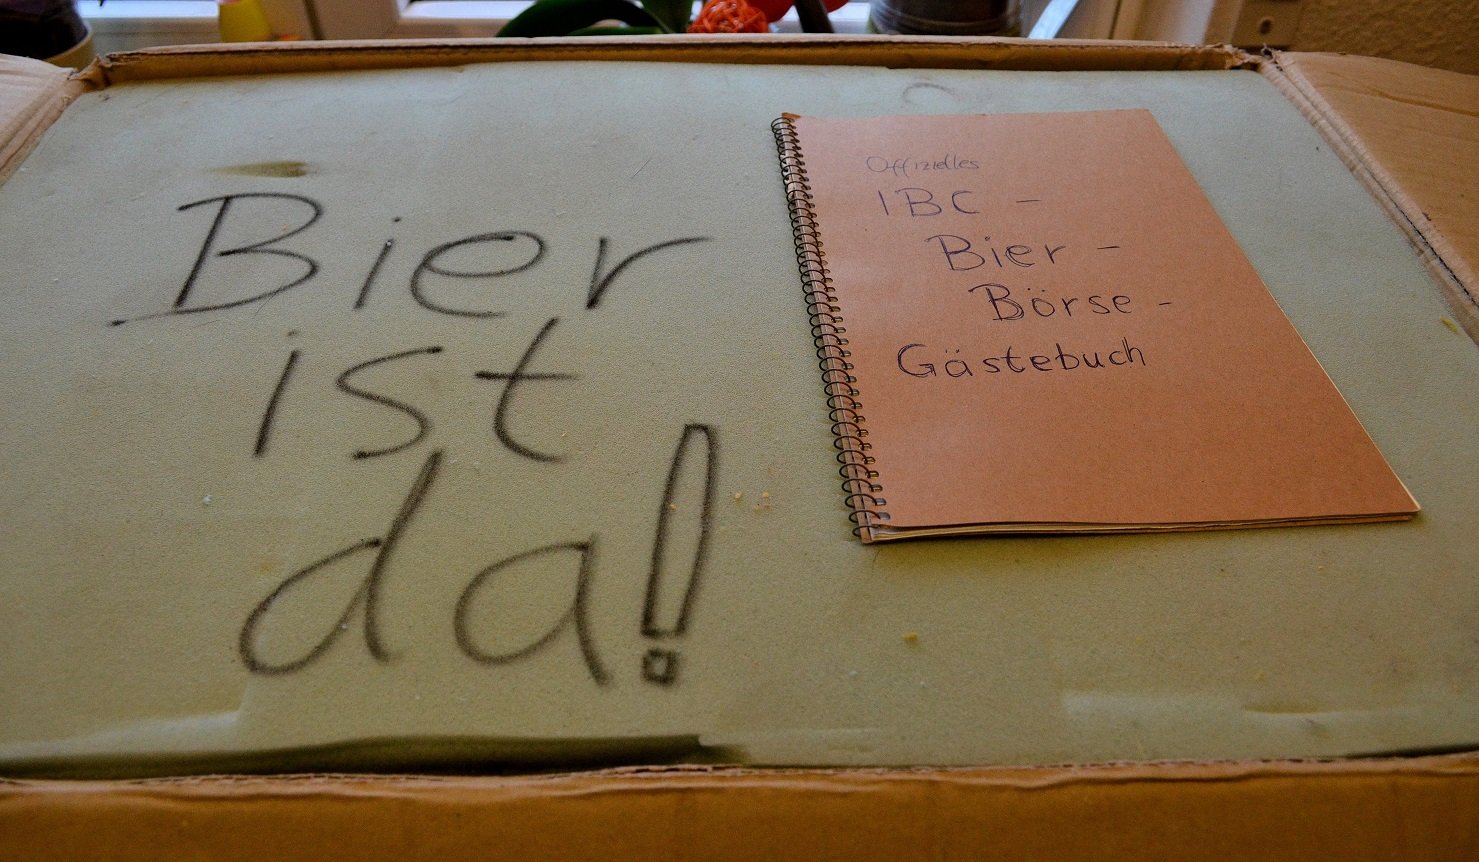 Bier
ist
da!
Offizielles
IBC -
Bier -
Börse -
Gästebuch